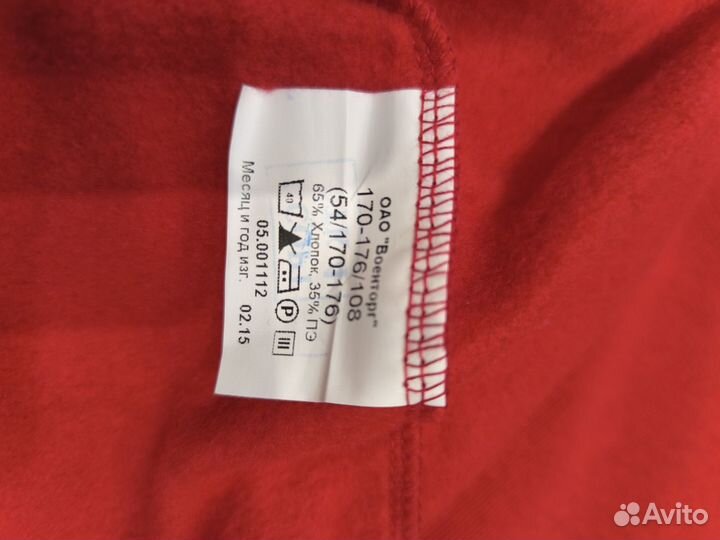 ОАО "Военторг"
170-176/108
(54/170-176)
65% Хлопок, 35% ПЭ
40 P
05.001112
Месяц и год изг. 02.15
Avito